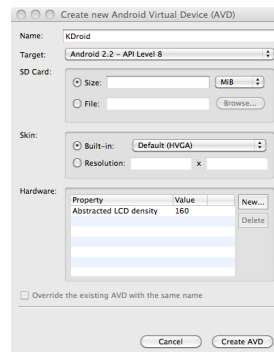 Create new Android Virtual Device (AVD)
Name: KDroid
Target: Android 2.2 - API Level 8
SD Card:
Size: MiB
File: Browse...
Skin:
Built-in: Default (HVGA)
Resolution: x
Hardware:
Property Value New...
Abstracted LCD density 160 Delete
Override the existing AVD with the same name
Cancel Create AVD